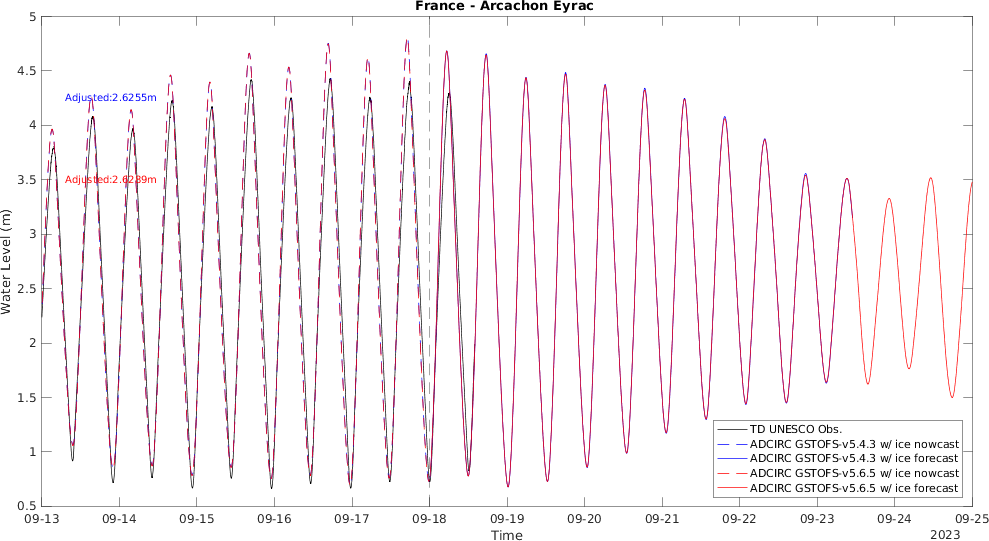 France - Arcachon Eyrac
5
4.5
Adjusted:2.6255m
4
3.5
Adjusted:2.6289m
3
Water Level (m)
2.5
2
1.5
1
0.5
TD UNESCO Obs.
ADCIRC GSTOFS-v5.4.3 w/ ice nowcast
ADCIRC GSTOFS-v5.4.3 w/ ice forecast
ADCIRC GSTOFS-v5.6.5 w/ ice nowcast
ADCIRC GSTOFS-v5.6.5 w/ ice forecast
09-13 09-14 09-15 09-16 09-17 09-18 09-19 09-20 09-21 09-22 09-23 09-24 09-25
Time
2023